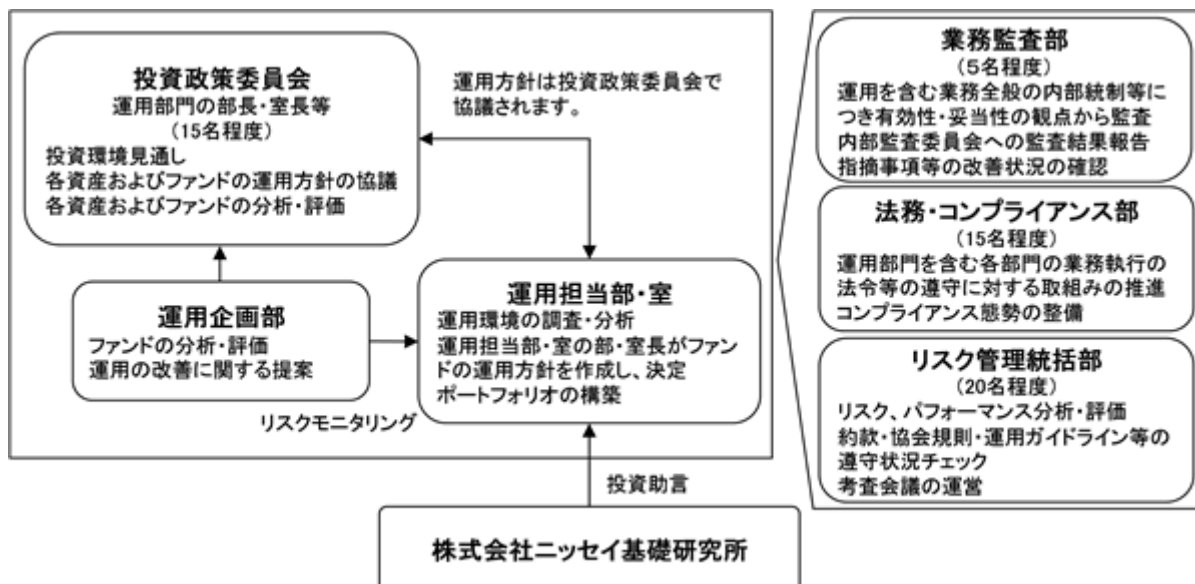 投資政策委員会
運用部門の部長・室長等
(15名程度)
投資環境見通し
各資産およびファンドの運用方針の協議
各資産およびファンドの分析・評価
運用方針は投資政策委員会で
協議されます。
運用企画部
ファンドの分析・評価
運用の改善に関する提案
運用担当部・室
運用環境の調査・分析
運用担当部・室の部・室長がファン
ドの運用方針を作成し、決定
ポートフォリオの構築
リスクモニタリング
投資助言
株式会社ニッセイ基礎研究所
業務監査部
(5名程度)
運用を含む業務全般の内部統制等に
つき有効性・妥当性の観点から監査
内部監査委員会への監査結果報告
指摘事項等の改善状況の確認
法務・コンプライアンス部
(15名程度)
運用部門を含む各部門の業務執行の
法令等の遵守に対する取組みの推進
コンプライアンス態勢の整備
リスク管理統括部
(20名程度)
リスク、パフォーマンス分析・評価
約款・協会規則・運用ガイドライン等の
遵守状況チェック
考査会議の運営